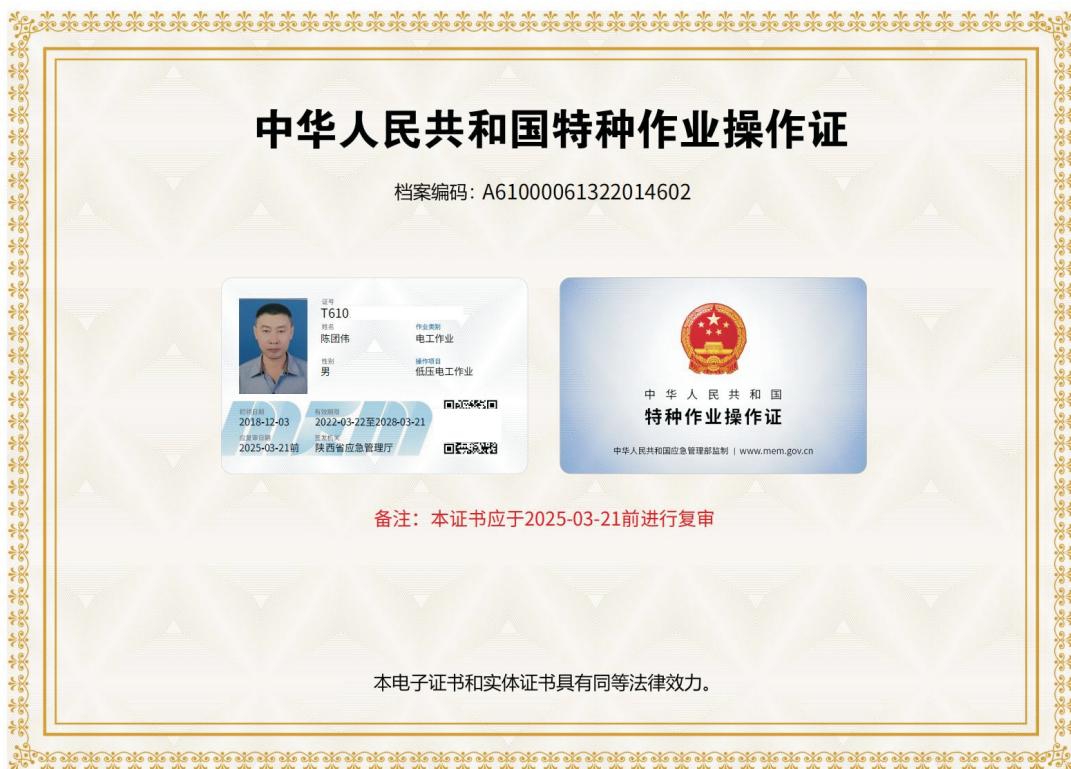 中华人民共和国特种作业操作证
档案编码：A61000061322014602
证号
T610
姓名
陈团伟
作业类别
电工作业
性别
男
操作项目
低压电工作业
初领日期
2018-12-03
有效期限
2022-03-22至2028-03-21
应复审日期
2025-03-21前
签发机关
陕西省应急管理厅
中华人民共和国
特种作业操作证
中华人民共和国应急管理部监制 | www.mem.gov.cn
备注：本证书应于2025-03-21前进行复审
本电子证书和实体证书具有同等法律效力。